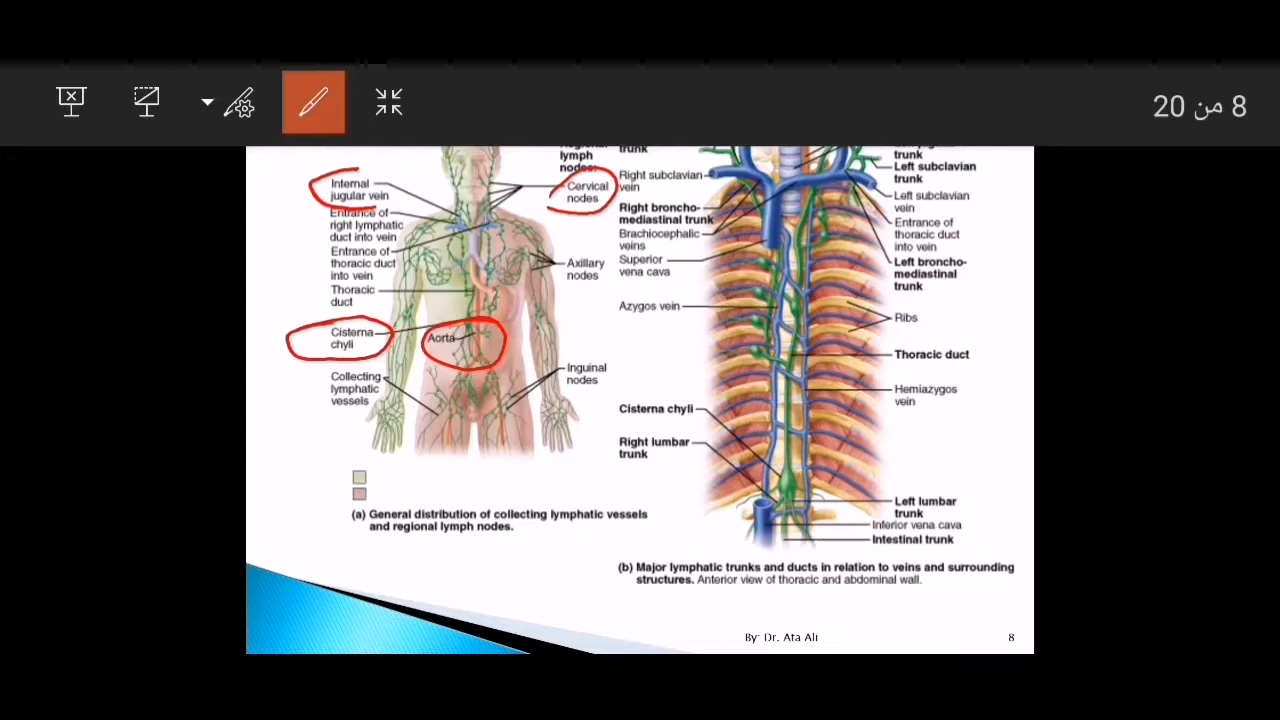 8 من 20
lymph
nodes:
Internal
jugular vein
Cervical
nodes
Entrance of
right lymphatic
duct into vein
Entrance of
thoracic duct
into vein
Thoracic
duct
Axillary
nodes
Cisterna
chyli
Aorta
Collecting
lymphatic
vessels
Inguinal
nodes
(a) General distribution of collecting lymphatic vessels
and regional lymph nodes.
trunk
Right subclavian
vein
Right broncho-
mediastinal trunk
Brachiocephalic
veins
Superior
vena cava
Azygos vein
Cisterna chyli
Right lumbar
trunk
trunk
Left subclavian
trunk
Left subclavian
vein
Entrance of
thoracic duct
into vein
Left broncho-
mediastinal
trunk
Ribs
Thoracic duct
Hemiazygos
vein
Left lumbar
trunk
Inferior vena cava
Intestinal trunk
(b) Major lymphatic trunks and ducts in relation to veins and surrounding
structures. Anterior view of thoracic and abdominal wall.
By: Dr. Ata Ali
8